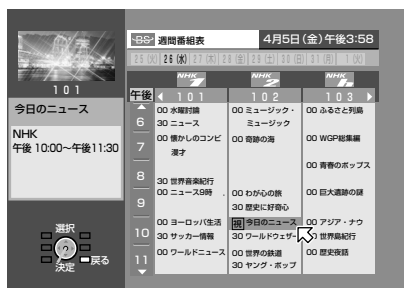 BS 週間番組表
4月5日(金)午後3:58
25(火) 26(水) 27(木) 28(金) 29(土) 30(日) 31(月) 1(火)
101
今日のニュース
NHK
午後 10:00~午後11:30
選択
決定
戻る
NHK 1 NHK 2 NHK h
午後 101 102 103
6
00 水曜討論
30 ニュース
00 ミュージック・
ミュージック
00 ふるさと列島
7
00 懐かしのコンビ
漫才
00 奇跡の海
00 WGP総集編
8
00 青春のポップス
30 世界音楽紀行
9
00 ニュース9時
00 わが心の旅
30 歴史に好奇心
00 巨大遺跡の謎
10
00 ヨーロッパ生活
30 サッカー情報
視 今日のニュース
30 ワールドウェザー
00 アジア・ナウ
世界島紀行
11
00 ワールドニュース
00 世界の鉄道
30 ヤング・ポップ
00 歴史夜話